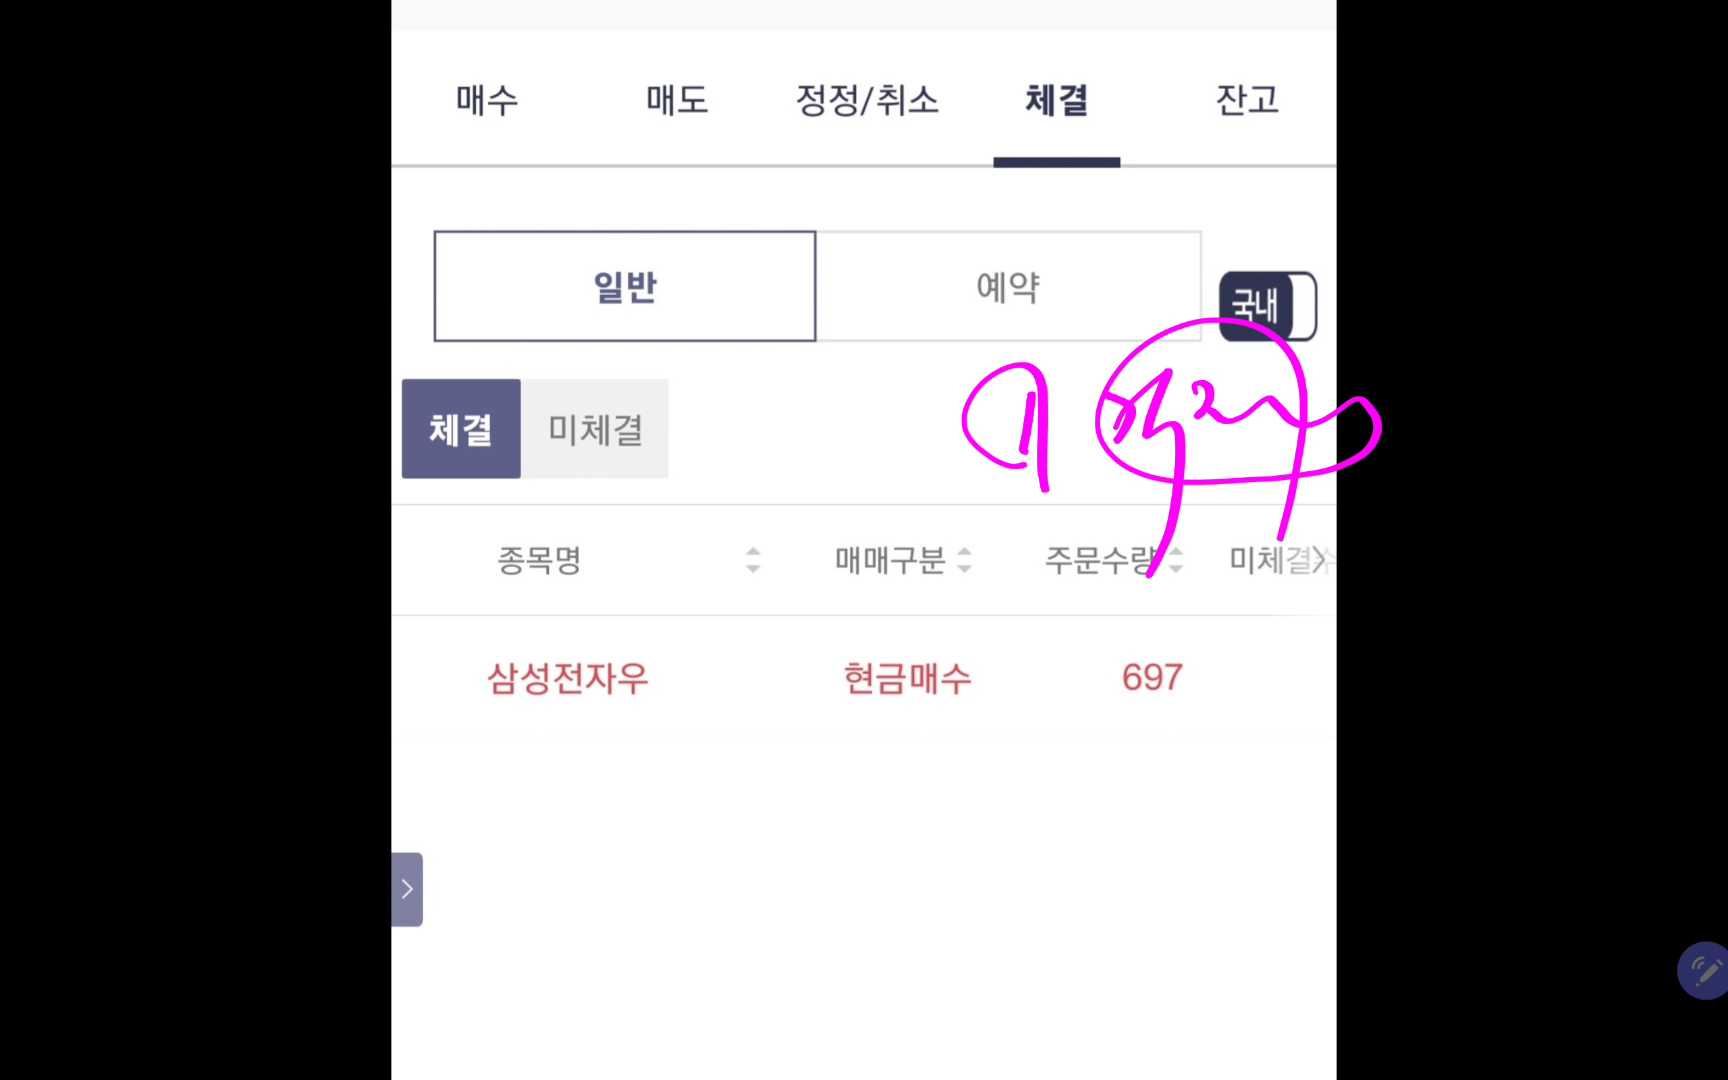 매수 매도 정정/취소 체결 잔고
일반 예약 국내
체결 미체결
종목명 매매구분 주문수량 미체결수
삼성전자우 현금매수 697